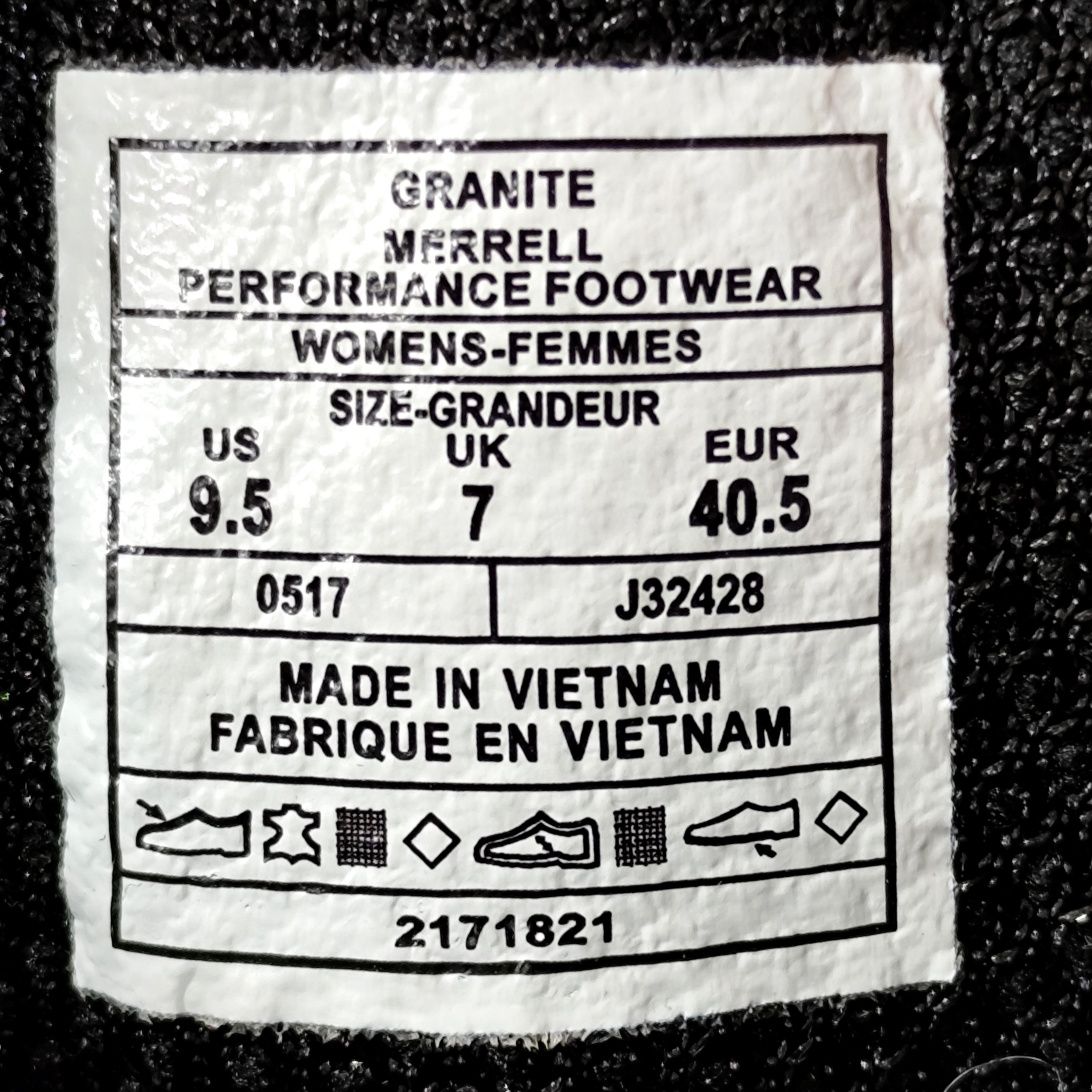 GRANITE
MERRELL
PERFORMANCE FOOTWEAR
WOMENS-FEMMES
SIZE-GRANDEUR
US UK EUR
9.5 7 40.5
0517 J32428
MADE IN VIETNAM
FABRIQUE EN VIETNAM
2171821